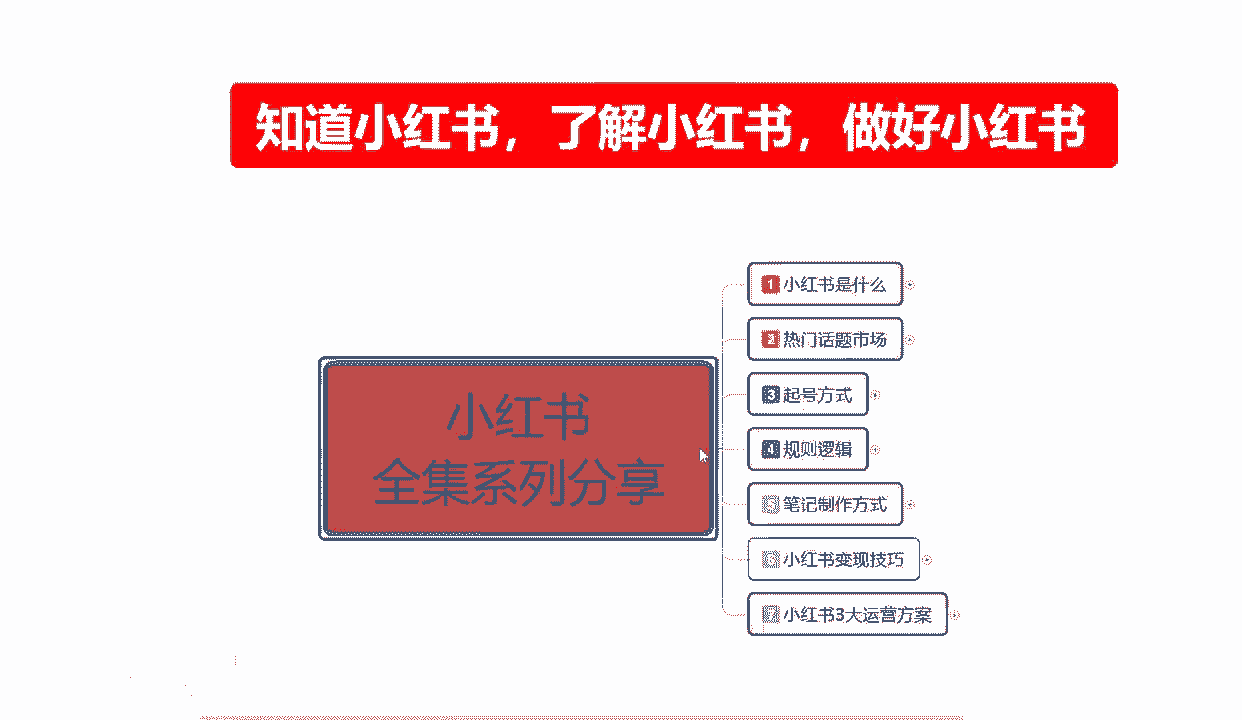 知道小红书，了解小红书，做好小红书
小红书
全集系列分享
1 小红书是什么
2 热门话题市场
3 起号方式
4 规则逻辑
5 笔记制作方式
6 小红书变现技巧
7 小红书3大运营方案